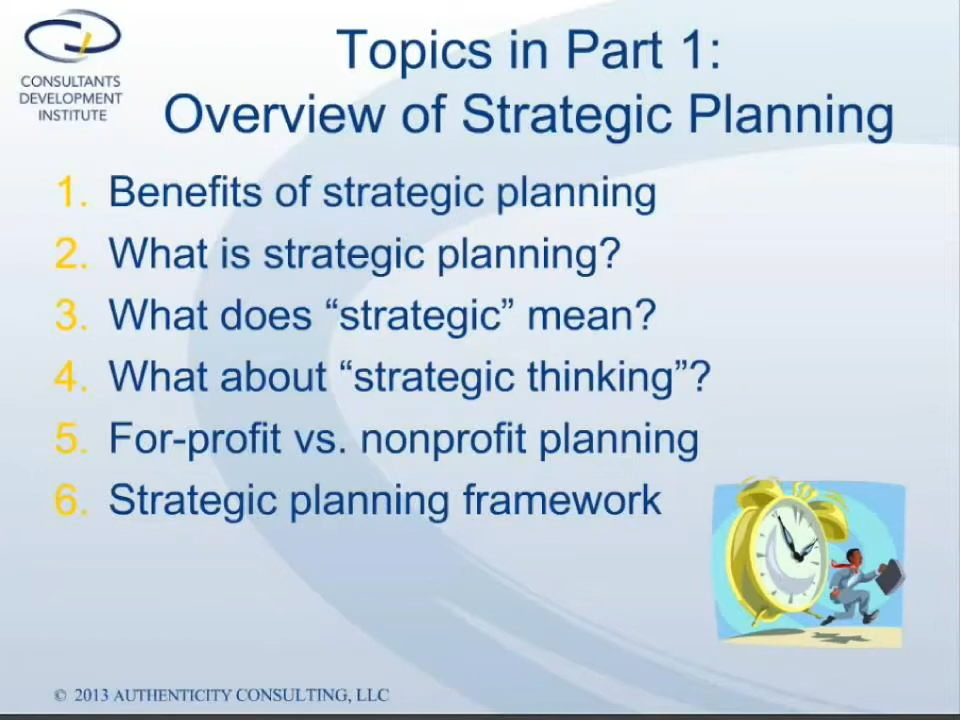 CONSULTANTS
DEVELOPMENT
INSTITUTE
Topics in Part 1:
Overview of Strategic Planning
1. Benefits of strategic planning
2. What is strategic planning?
3. What does “strategic” mean?
4. What about “strategic thinking”?
5. For-profit vs. nonprofit planning
6. Strategic planning framework
© 2013 AUTHENTICITY CONSULTING, LLC